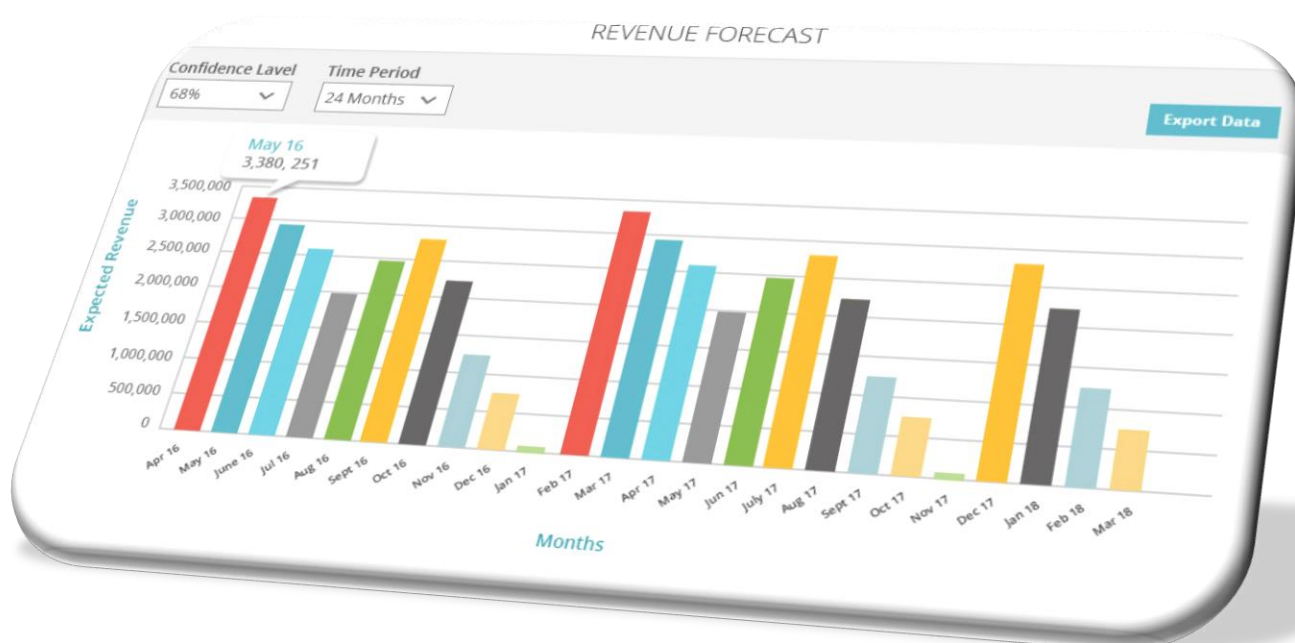 REVENUE FORECAST
Confidence Lavel
Time Period
68%
24 Months
Export Data
May 16
3,380, 251
Expected Revenue
3,500,000
3,000,000
2,500,000
2,000,000
1,500,000
1,000,000
500,000
0
Apr 16
May 16
June 16
Jul 16
Aug 16
Sept 16
Oct 16
Nov 16
Dec 16
Jan 17
Feb 17
Mar 17
Apr 17
May 17
Jun 17
July 17
Aug 17
Sept 17
Oct 17
Nov 17
Dec 17
Jan 18
Feb 18
Mar 18
Months